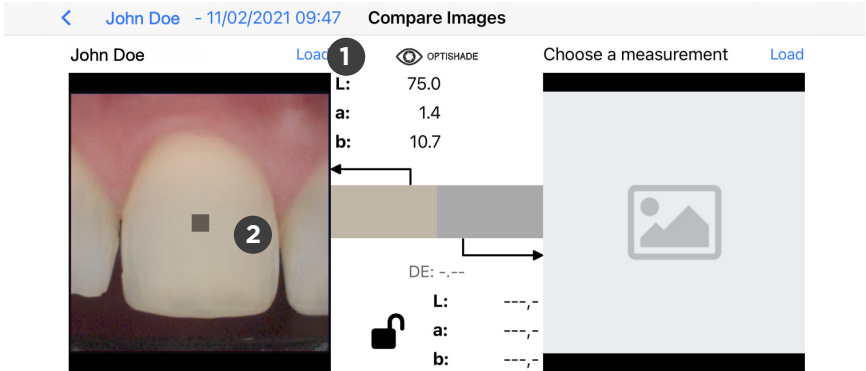 John Doe - 11/02/2021 09:47 Compare Images
John Doe Load 1 OPTISHADE Choose a measurement Load
L: 75.0
a: 1.4
b: 10.7
2
DE: -.--
L: ---,-
a: ---,-
b: ---,-